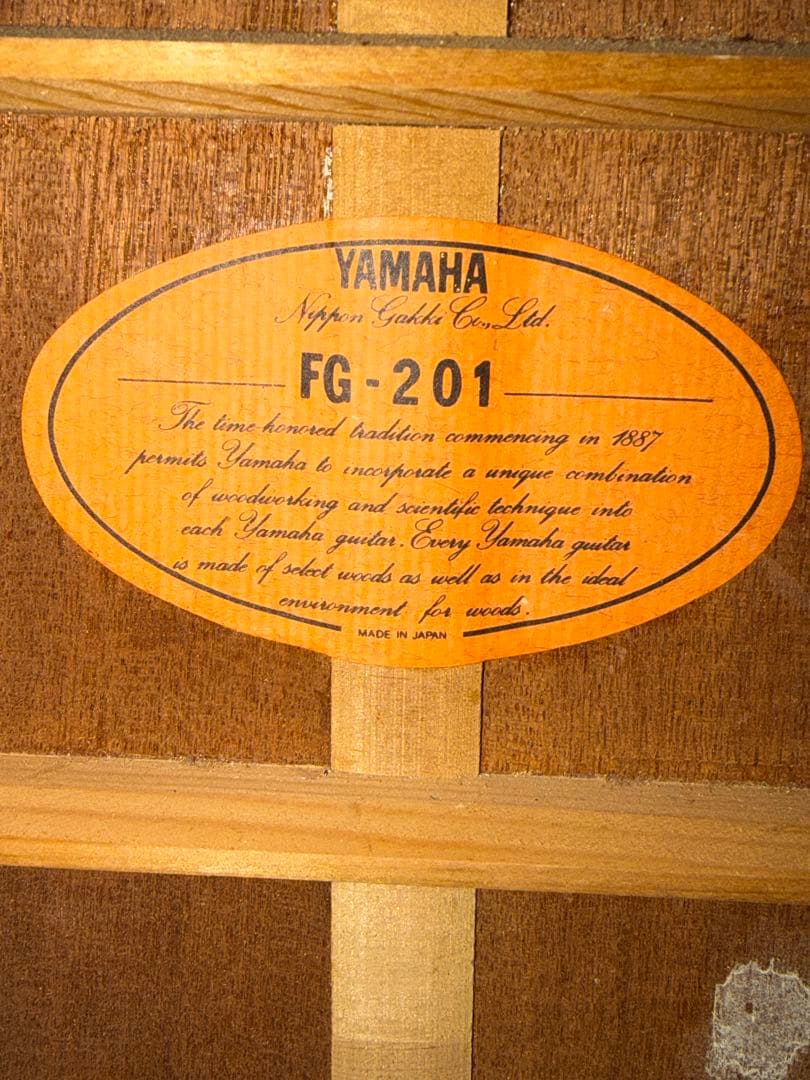 YAMAHA
Nippon Gakki Co., Ltd.
FG-201
The time-honored tradition commencing in 1887
permits Yamaha to incorporate a unique combination
of woodworking and scientific technique into
each Yamaha guitar. Every Yamaha guitar
is made of select woods as well as in the ideal
environment for woods.
MADE IN JAPAN